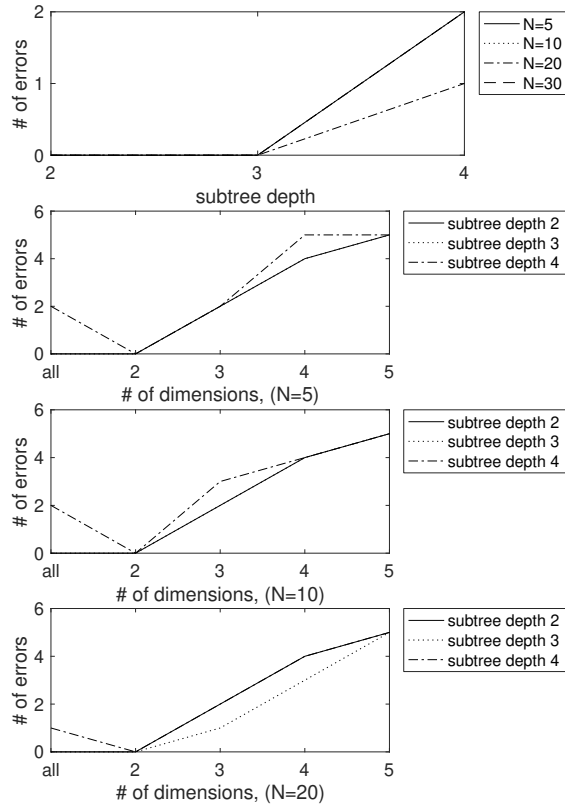 2
1
0
# of errors
2
3
4
subtree depth
N=5
N=10
N=20
N=30
6
4
2
0
# of errors
all
2
3
4
5
# of dimensions, (N=5)
subtree depth 2
subtree depth 3
subtree depth 4
6
4
2
0
# of errors
all
2
3
4
5
# of dimensions, (N=10)
subtree depth 2
subtree depth 3
subtree depth 4
6
4
2
0
# of errors
all
2
3
4
5
# of dimensions, (N=20)
subtree depth 2
subtree depth 3
subtree depth 4